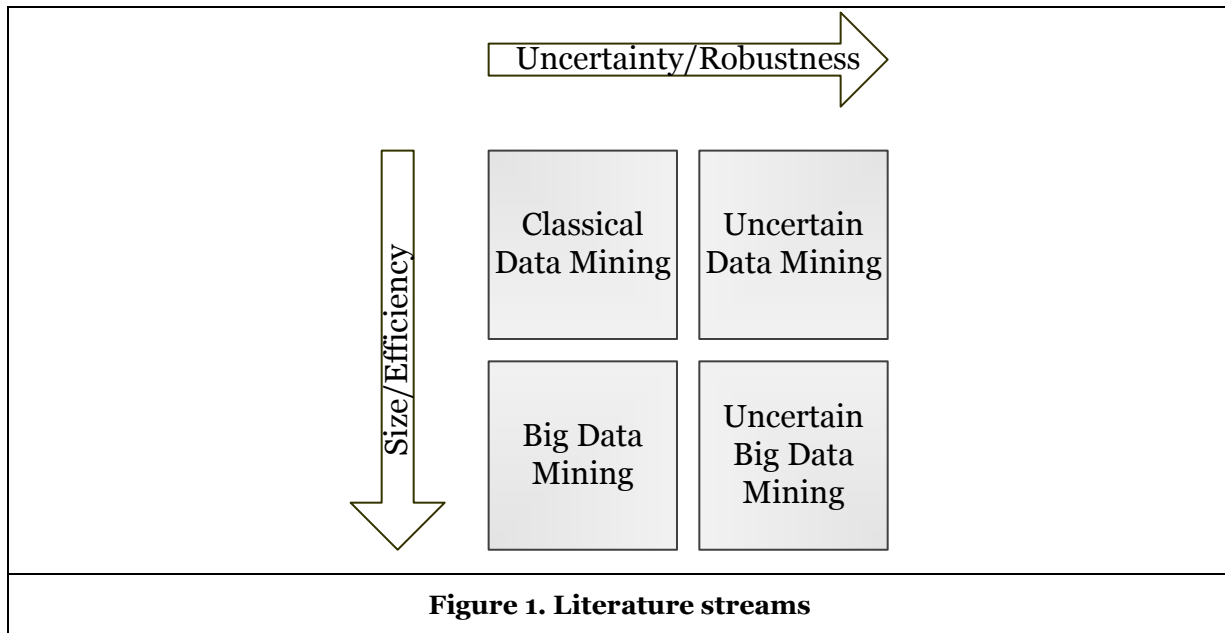 Uncertainty/Robustness
Size/Efficiency
Classical
Data Mining
Uncertain
Data Mining
Big Data
Mining
Uncertain
Big Data
Mining
Figure 1. Literature streams